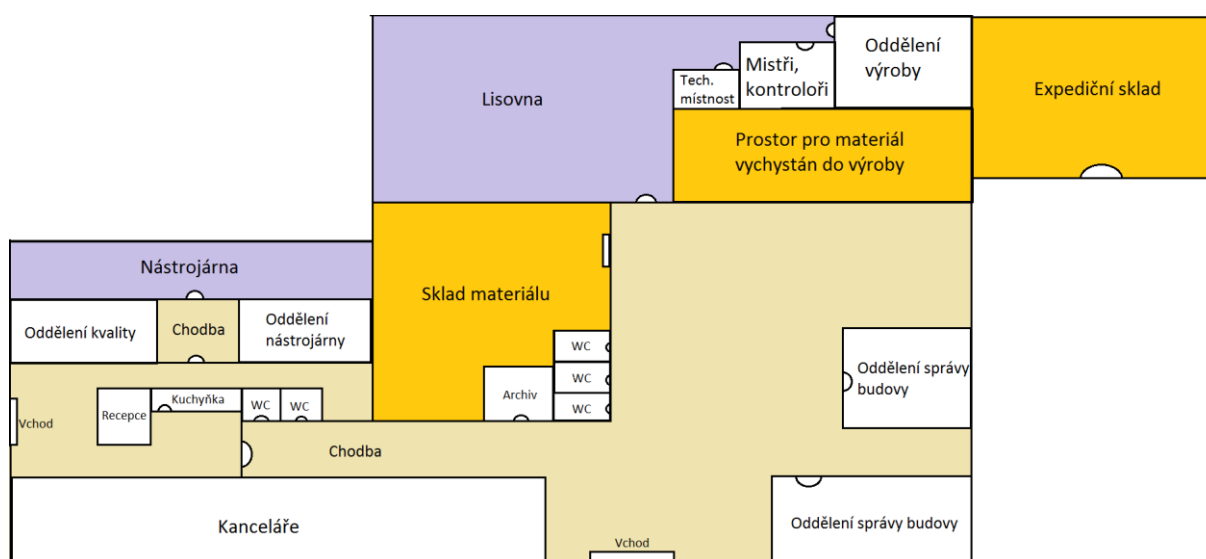 Lisovna
Tech.
místnost
Mistři,
kontroloři
Oddělení
výroby
Expediční sklad
Prostor pro materiál
vychystán do výroby
Nástrojárna
Sklad materiálu
Oddělení kvality
Chodba
Oddělení
nástrojárny
WC
WC
WC
Archiv
Oddělení správy
budovy
Vchod
Recepce
Kuchyňka
WC
WC
Chodba
Kanceláře
Vchod
Oddělení správy budovy